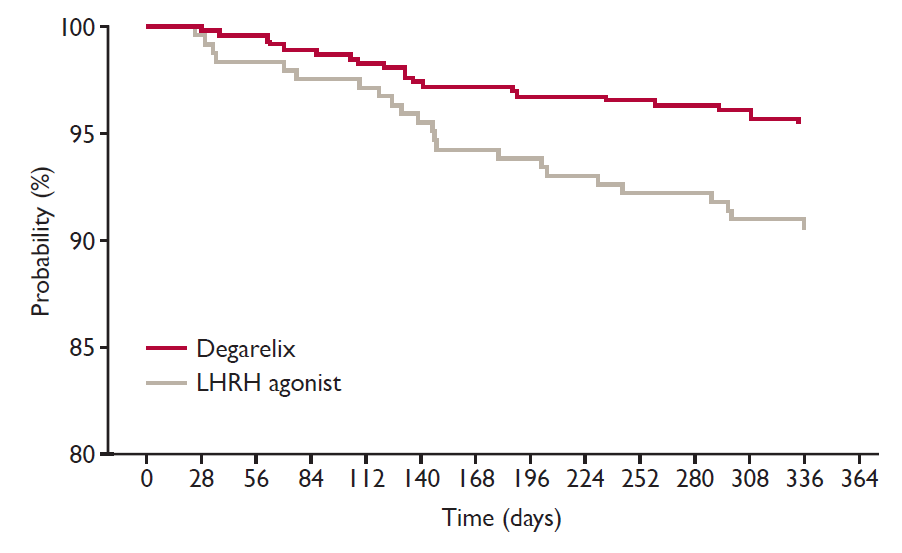 100
95
90
85
80
Probability (%)
Degarelix
LHRH agonist
0 28 56 84 112 140 168 196 224 252 280 308 336 364
Time (days)